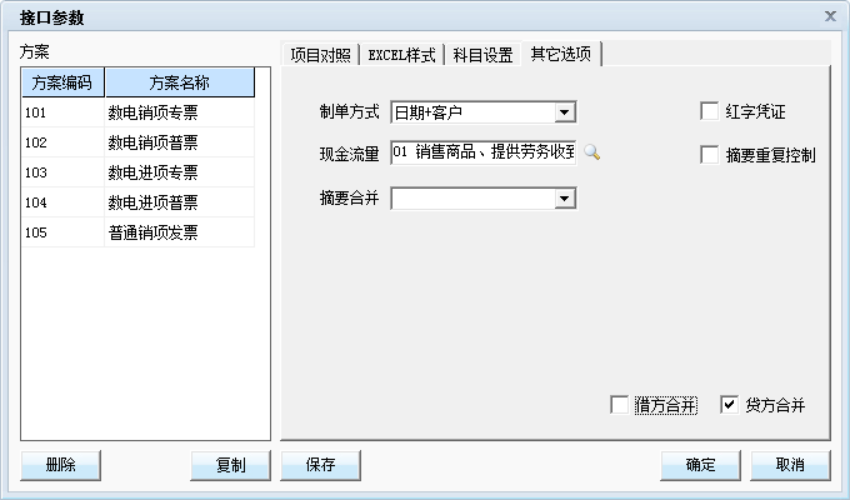 接口参数
方案
方案编码 方案名称
101 数电销项专票
102 数电销项普票
103 数电进项专票
104 数电进项普票
105 普通销项发票
项目对照 EXCEL样式 科目设置 其它选项
制单方式 日期+客户 红字凭证
现金流量 01 销售商品、提供劳务收到 摘要重复控制
摘要合并
借方合并 贷方合并
删除 复制 保存 确定 取消